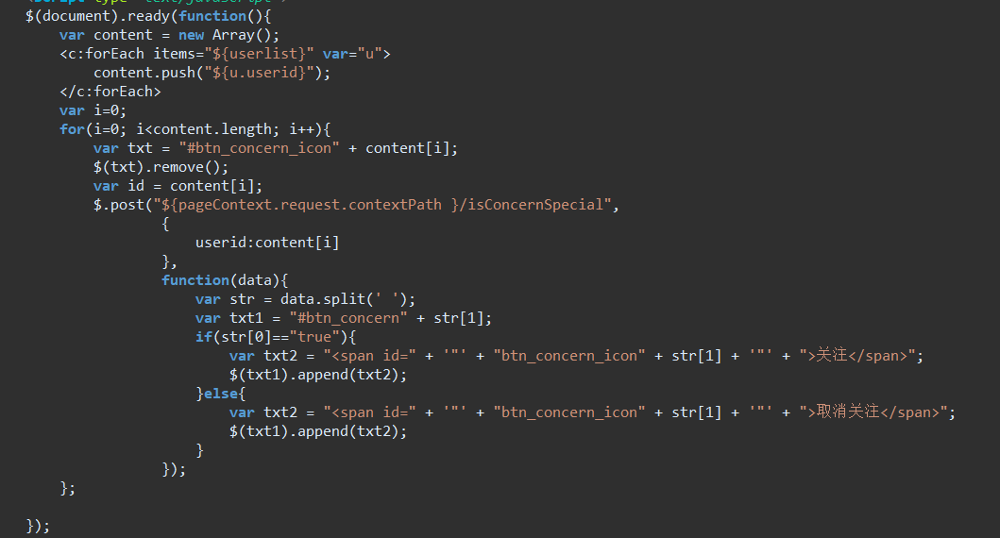 <script type="text/javascript">
$(document).ready(function(){
    var content = new Array();
    <c:forEach items="${userlist}" var="u">
        content.push("${u.userid}");
    </c:forEach>
    var i=0;
    for(i=0; i<content.length; i++){
        var txt = "#btn_concern_icon" + content[i];
        $(txt).remove();
        var id = content[i];
        $.post("${pageContext.request.contextPath }/isConcernSpecial",
                {
                    userid:content[i]
                },
                function(data){
                    var str = data.split(' ');
                    var txt1 = "#btn_concern" + str[1];
                    if(str[0]=="true"){
                        var txt2 = "<span id=" + '"' + "btn_concern_icon" + str[1] + '"' + ">关注</span>";
                        $(txt1).append(txt2);
                    }else{
                        var txt2 = "<span id=" + '"' + "btn_concern_icon" + str[1] + '"' + ">取消关注</span>";
                        $(txt1).append(txt2);
                    }
                });
    };
});